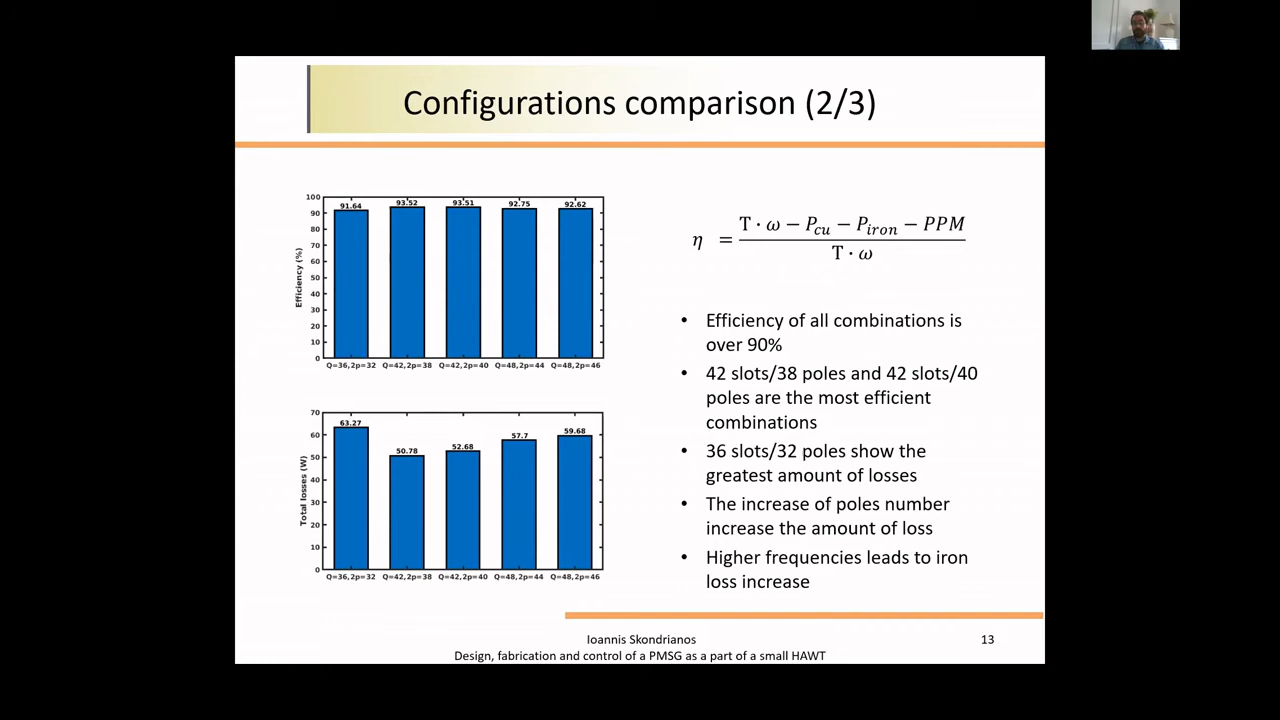 Configurations comparison (2/3)
100
90
80
70
60
50
40
30
20
10
0
Efficiency (%)
91.64
93.52
93.51
92.75
92.62
Q=36,2p=32
Q=42,2p=38
Q=42,2p=40
Q=48,2p=44
Q=48,2p=46
70
60
50
40
30
20
10
0
Total losses (W)
63.27
50.78
52.68
57.7
59.68
Q=36,2p=32
Q=42,2p=38
Q=42,2p=40
Q=48,2p=44
Q=48,2p=46
η = (T · ω − P_cu − P_iron − PPM) / (T · ω)
• Efficiency of all combinations is
over 90%
• 42 slots/38 poles and 42 slots/40
poles are the most efficient
combinations
• 36 slots/32 poles show the
greatest amount of losses
• The increase of poles number
increase the amount of loss
• Higher frequencies leads to iron
loss increase
Ioannis Skondrianos
13
Design, fabrication and control of a PMSG as a part of a small HAWT